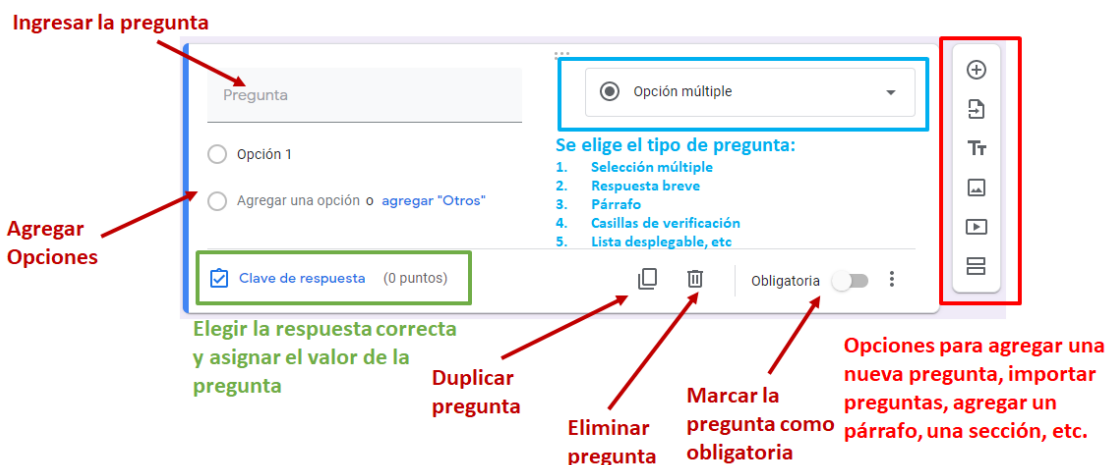 Ingresar la pregunta
Pregunta
Opción múltiple
Opción 1
Agregar una opción o agregar "Otros"
Agregar
Opciones
Se elige el tipo de pregunta:
1. Selección múltiple
2. Respuesta breve
3. Párrafo
4. Casillas de verificación
5. Lista desplegable, etc
Clave de respuesta (0 puntos)
Obligatoria
Tт
Elegir la respuesta correcta
y asignar el valor de la
pregunta
Duplicar
pregunta
Eliminar
pregunta
Marcar la
pregunta como
obligatoria
Opciones para agregar una
nueva pregunta, importar
preguntas, agregar un
párrafo, una sección, etc.